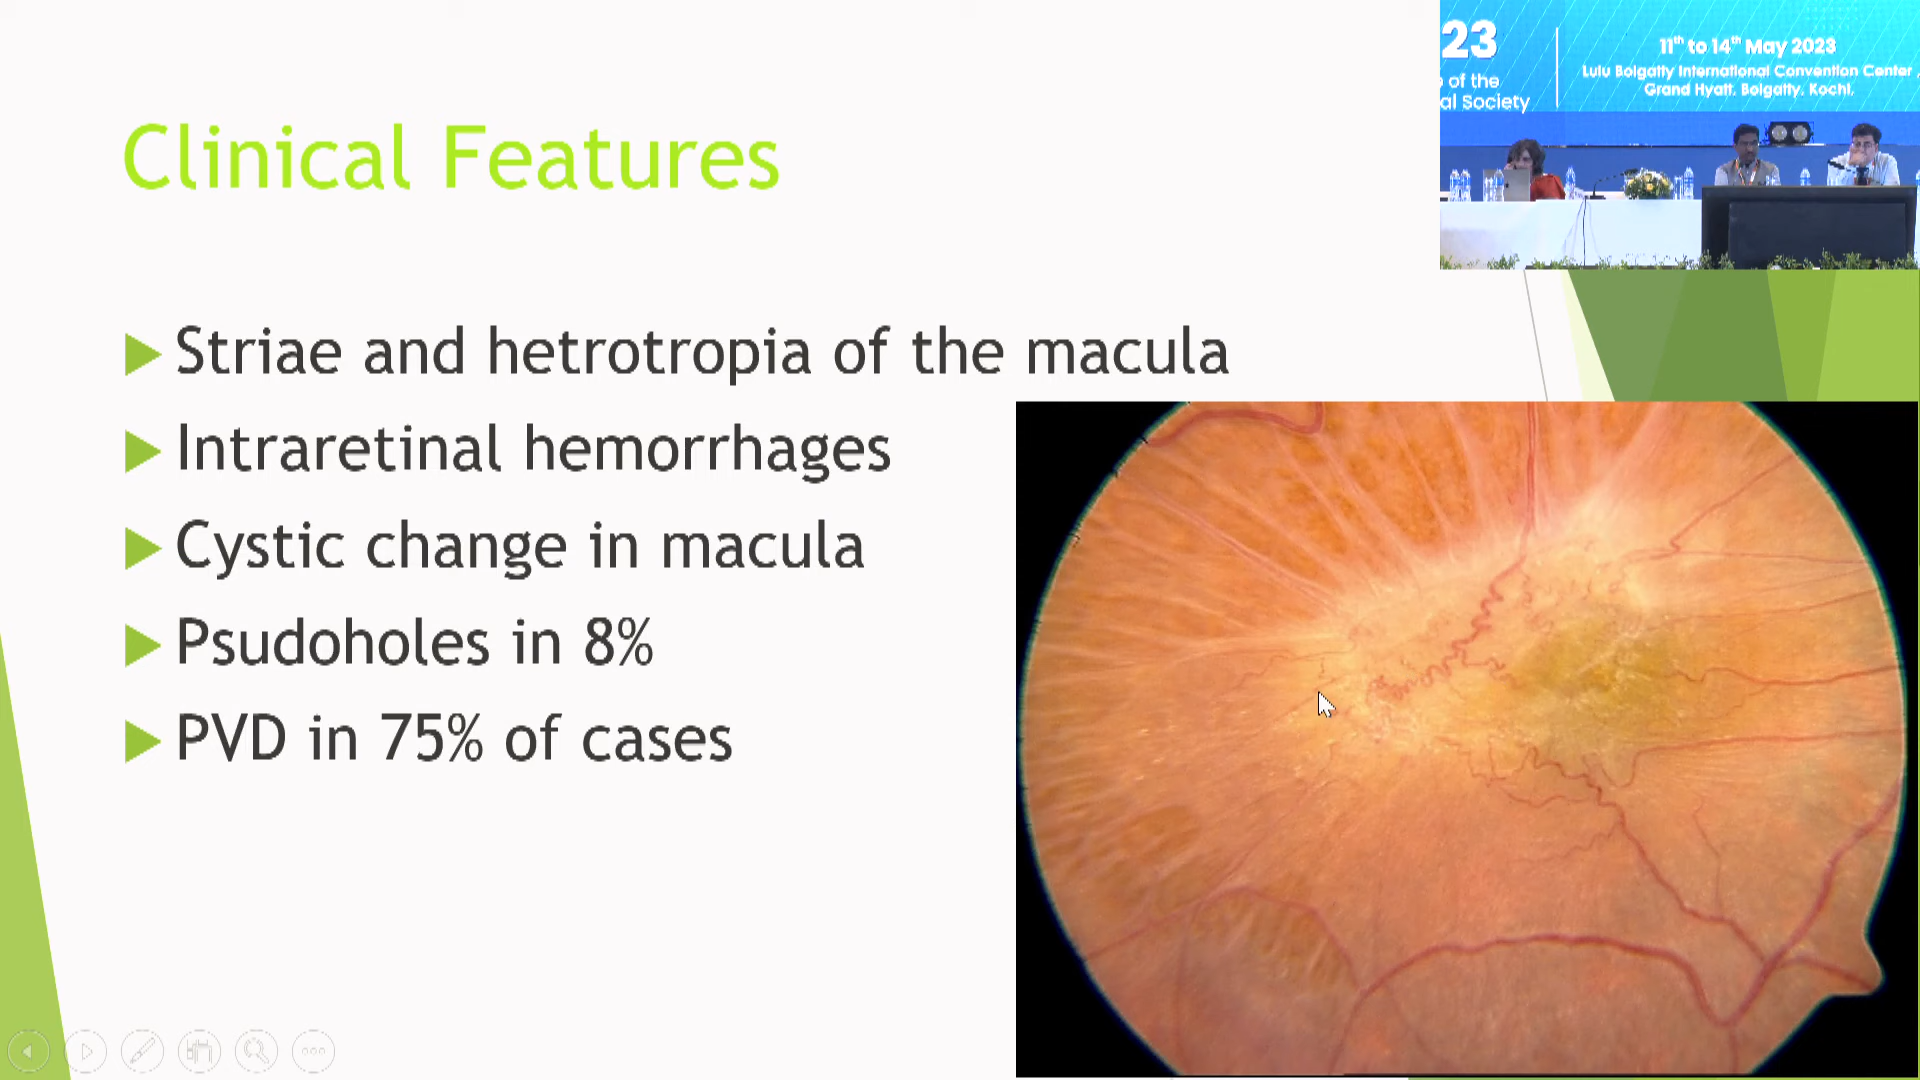 Clinical Features
Striae and hetrotropia of the macula
Intraretinal hemorrhages
Cystic change in macula
Psudoholes in 8%
PVD in 75% of cases
23
of the
al Society
11th to 14th May 2023
Lulu Bolgatty International Convention Center,
Grand Hyatt, Bolgatty, Kochi,